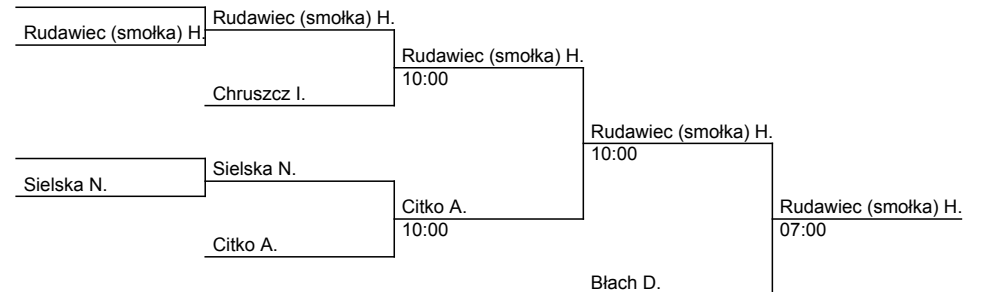 Rudawiec (smołka) H.
Rudawiec (smołka) H.
Rudawiec (smołka) H.
10:00
Chruszcz I.
Rudawiec (smołka) H.
10:00
Sielska N.
Sielska N.
Citko A.
10:00
Citko A.
Rudawiec (smołka) H.
07:00
Błach D.